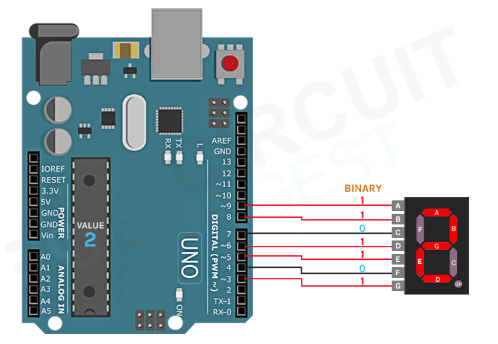 IOREF
RESET
3.3V
5V
GND
GND
Vin
POWER
A0
A1
A2
A3
A4
A5
ANALOG IN
VALUE
2
RX
TX
L
UNO
ON
AREF
GND
13
12
~11
~10
~9
8
7
~6
~5
4
~3
2
TX-1
RX-0
DIGITAL (PWM ~)
BINARY
1
1
0
1
1
0
1
A
B
C
D
E
F
G
A
F
B
G
E
C
D
DP
CIRCUIT
DIGEST